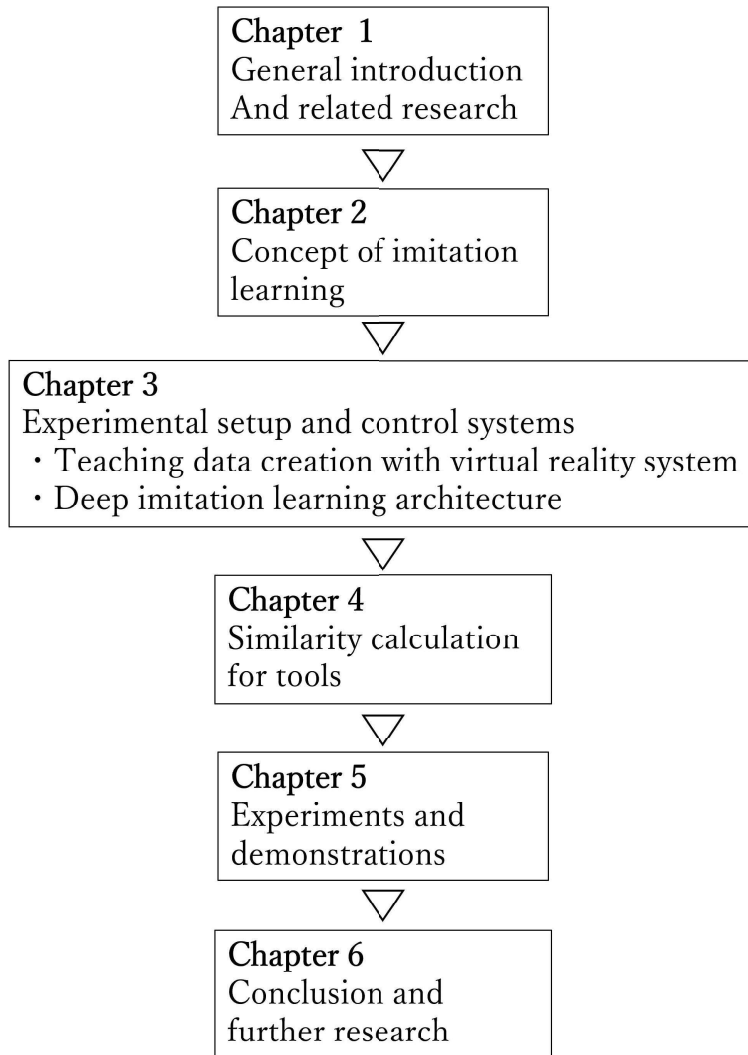 Chapter 1
General introduction
And related research
Chapter 2
Concept of imitation
learning
Chapter 3
Experimental setup and control systems
・Teaching data creation with virtual reality system
・Deep imitation learning architecture
Chapter 4
Similarity calculation
for tools
Chapter 5
Experiments and
demonstrations
Chapter 6
Conclusion and
further research